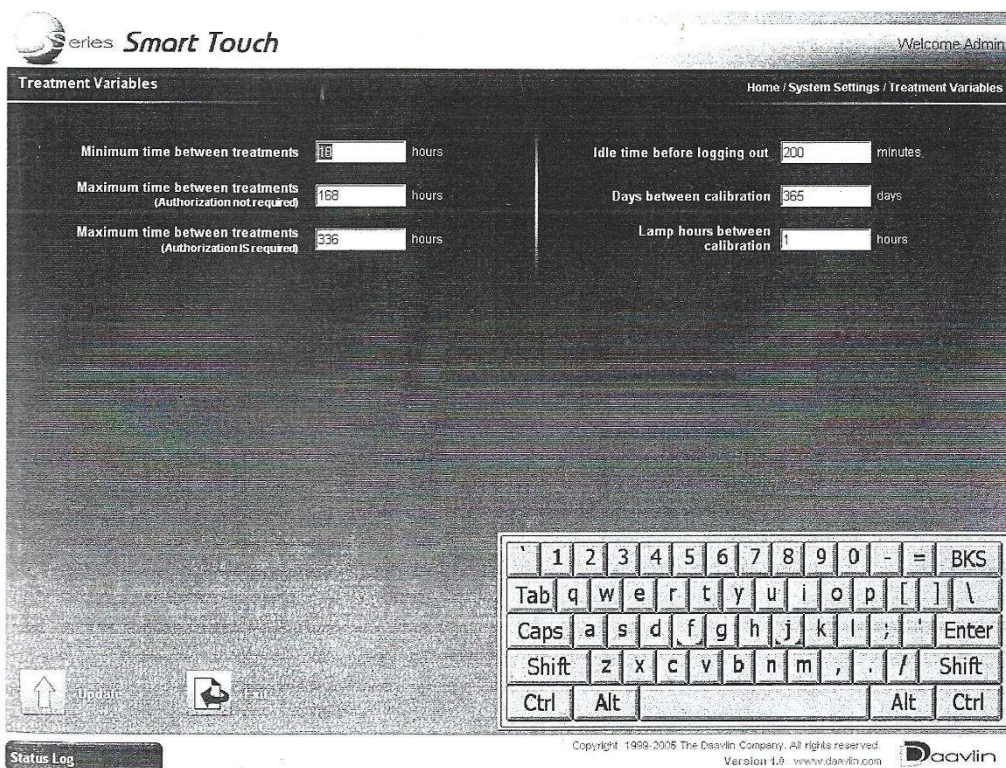 Series Smart Touch
Welcome Admin
Treatment Variables
Home / System Settings / Treatment Variables
Minimum time between treatments 18 hours
Maximum time between treatments
(Authorization not required) 168 hours
Maximum time between treatments
(Authorization IS required) 336 hours
Idle time before logging out 200 minutes
Days between calibration 365 days
Lamp hours between
calibration 1 hours
` 1 2 3 4 5 6 7 8 9 0 - = BKS
Tab q w e r t y u i o p [ ] \
Caps a s d f g h j k l ; ' Enter
Shift z x c v b n m , . / Shift
Ctrl Alt Alt Ctrl
Update Exit
Status Log
Copyright 1999-2005 The Daavlin Company. All rights reserved.
Version 1.0 www.daavlin.com
Daavlin